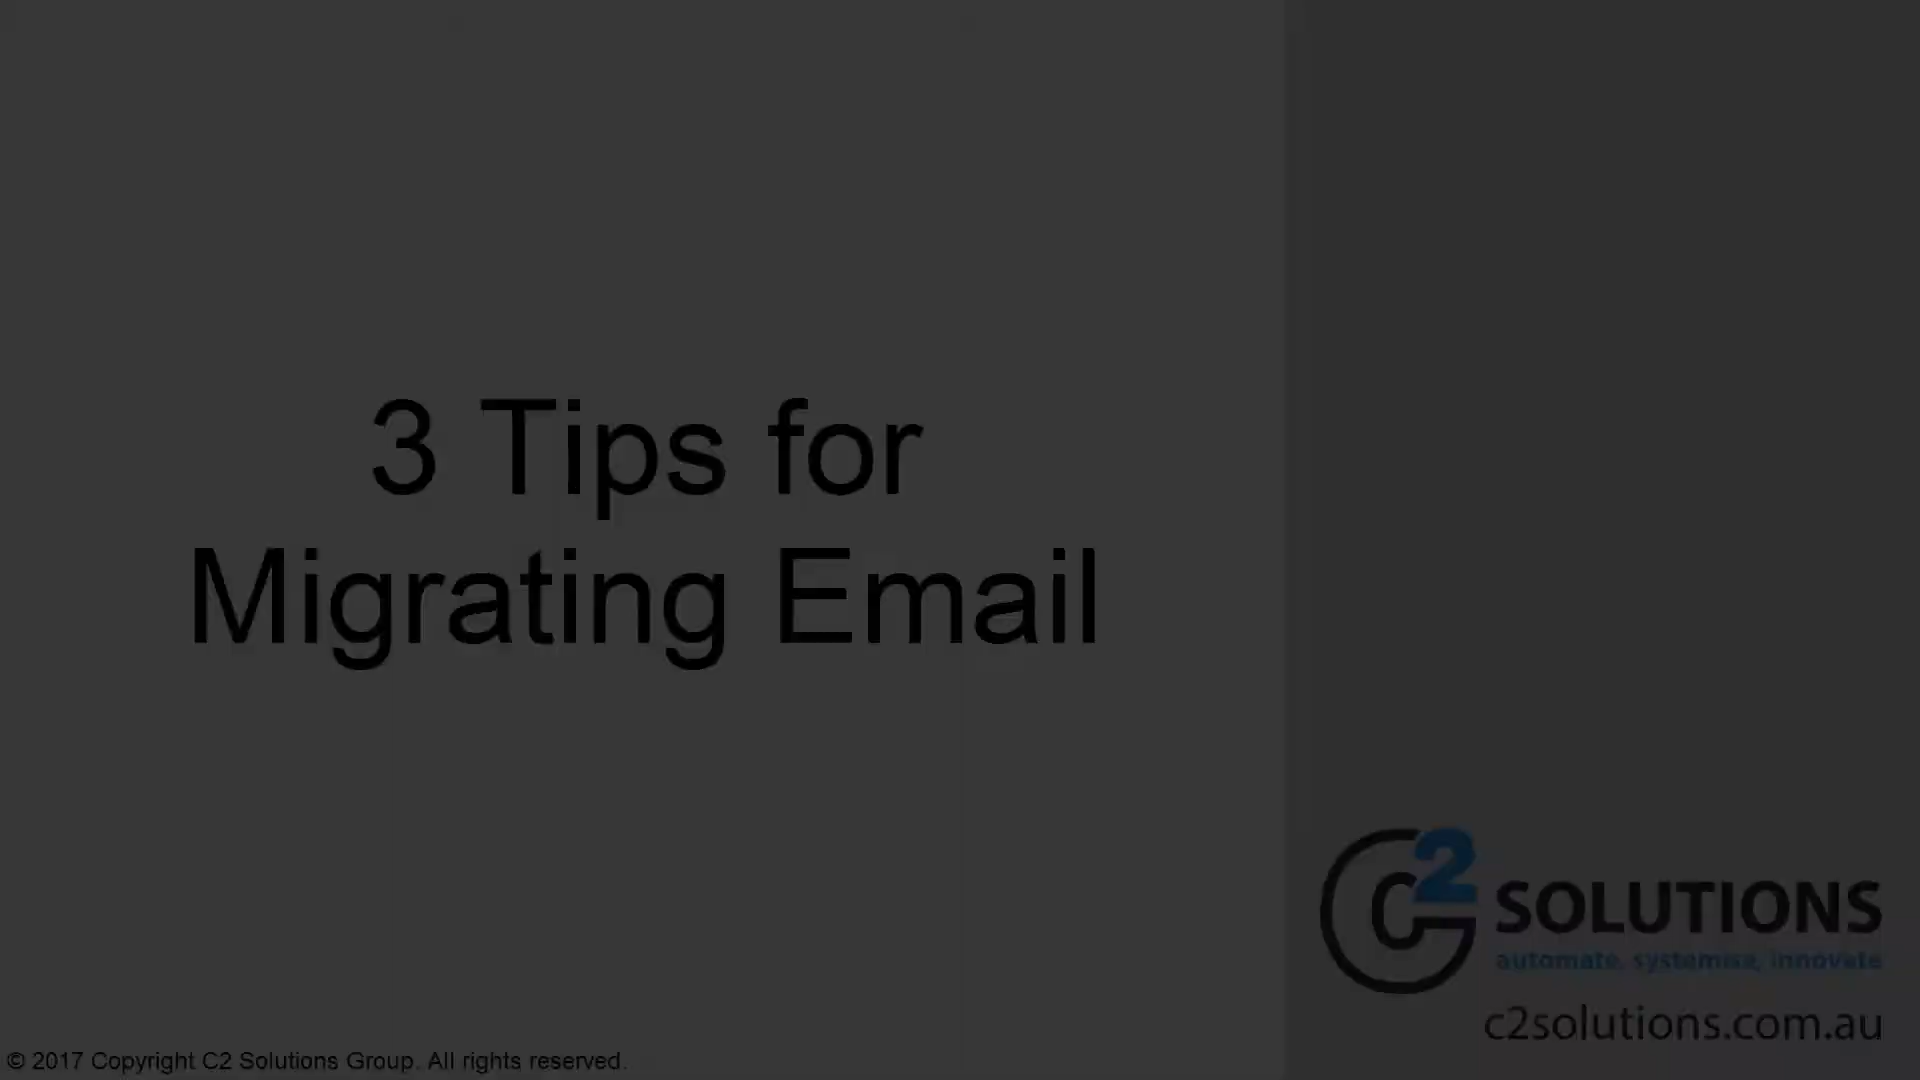 3 Tips for
Migrating Email
C2 SOLUTIONS
automate, systemise, innovate
c2solutions.com.au
© 2017 Copyright C2 Solutions Group. All rights reserved.